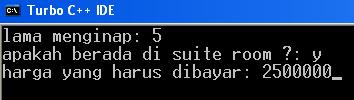 Turbo C++ IDE
lama menginap: 5
apakah berada di suite room ?: y
harga yang harus dibayar: 2500000_